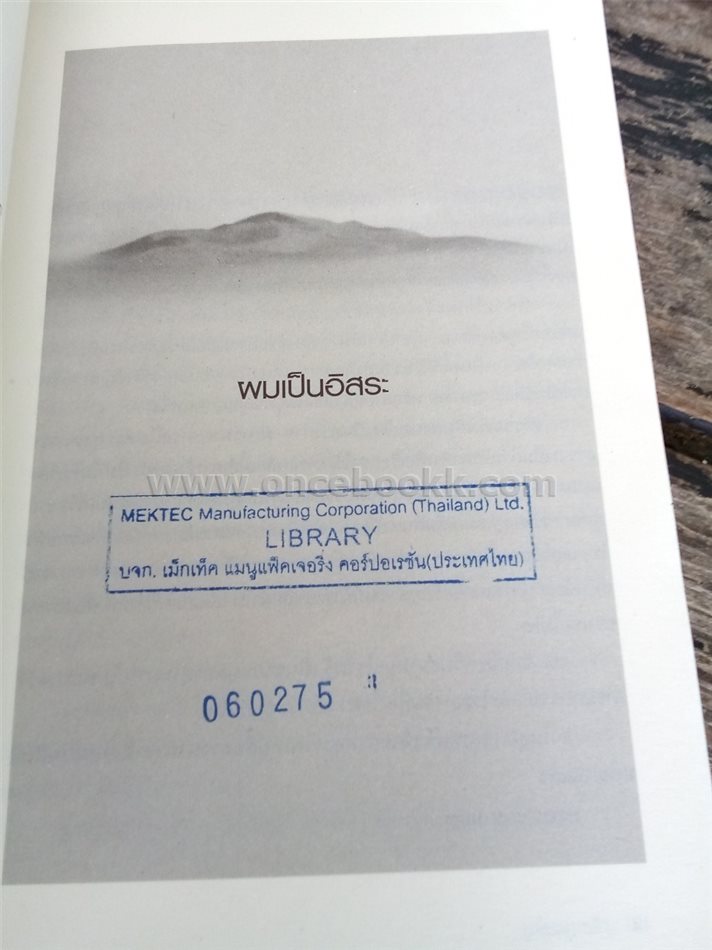 ผมเป็นอิสระ
www.oncebookk.com
MEKTEC Manufacturing Corporation (Thailand) Ltd.
LIBRARY
บจก. เม็กเท็ค แมนูแฟ็คเจอริ่ง คอร์ปอเรชั่น(ประเทศไทย)
060275